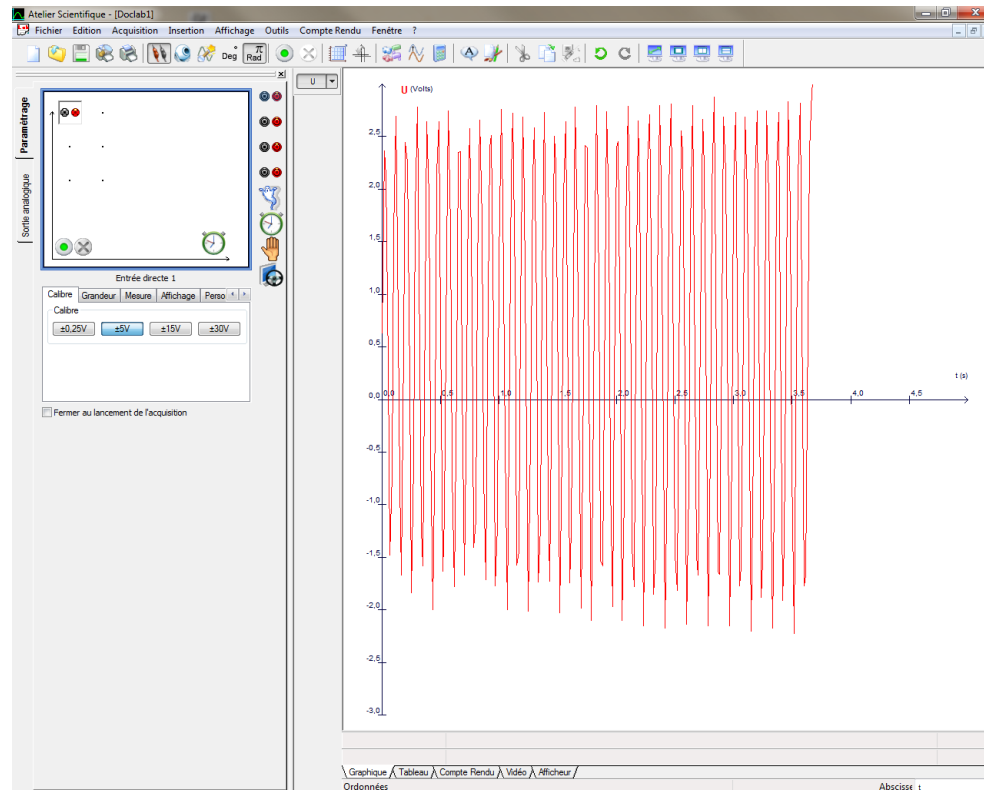 Atelier Scientifique - [Doclab1]
Fichier Edition Acquisition Insertion Affichage Outils Compte Rendu Fenêtre ?
Deg π Rad
U
Paramétrage
Sortie analogique
Entrée directe 1
Calibre Grandeur Mesure Affichage Perso
Calibre
±0,25V ±5V ±15V ±30V
Fermer au lancement de l'acquisition
U (Volts)
2,5
2,0
1,5
1,0
0,5
t (s)
0,0 0,0 0,5 1,0 1,5 2,0 2,5 3,0 3,5 4,0 4,5
-0,5
-1,0
-1,5
-2,0
-2,5
-3,0
Graphique Tableau Compte Rendu Vidéo Afficheur
Ordonnées Abscisse t